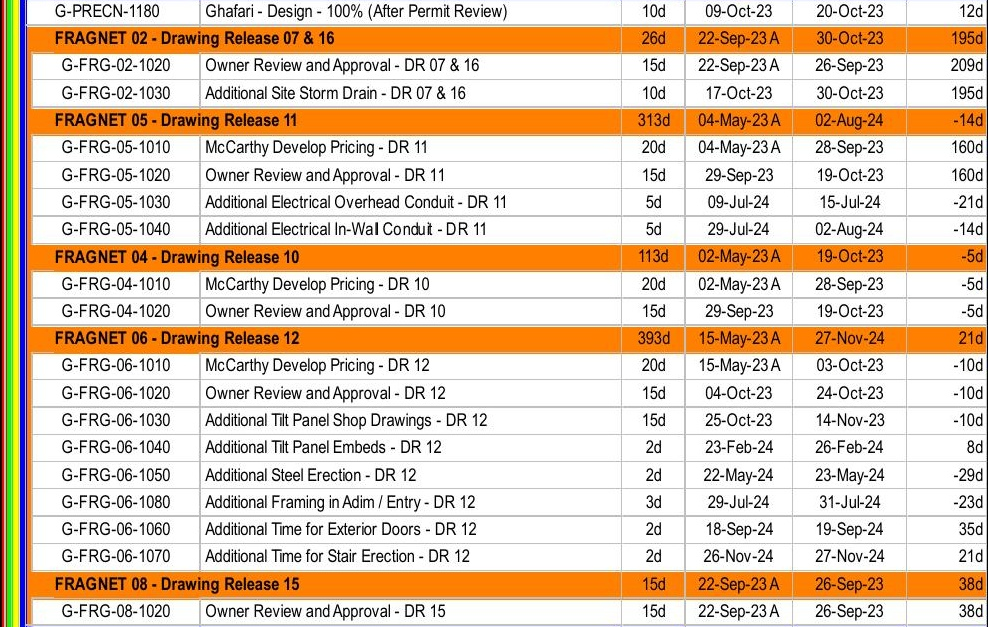 G-PRECN-1180 Ghafari - Design - 100% (After Permit Review) 10d 09-Oct-23 20-Oct-23 12d
FRAGNET 02 - Drawing Release 07 & 16 26d 22-Sep-23 A 30-Oct-23 195d
G-FRG-02-1020 Owner Review and Approval - DR 07 & 16 15d 22-Sep-23 A 26-Sep-23 209d
G-FRG-02-1030 Additional Site Storm Drain - DR 07 & 16 10d 17-Oct-23 30-Oct-23 195d
FRAGNET 05 - Drawing Release 11 313d 04-May-23 A 02-Aug-24 -14d
G-FRG-05-1010 McCarthy Develop Pricing - DR 11 20d 04-May-23 A 28-Sep-23 160d
G-FRG-05-1020 Owner Review and Approval - DR 11 15d 29-Sep-23 19-Oct-23 160d
G-FRG-05-1030 Additional Electrical Overhead Conduit - DR 11 5d 09-Jul-24 15-Jul-24 -21d
G-FRG-05-1040 Additional Electrical In-Wall Conduit - DR 11 5d 29-Jul-24 02-Aug-24 -14d
FRAGNET 04 - Drawing Release 10 113d 02-May-23 A 19-Oct-23 -5d
G-FRG-04-1010 McCarthy Develop Pricing - DR 10 20d 02-May-23 A 28-Sep-23 -5d
G-FRG-04-1020 Owner Review and Approval - DR 10 15d 29-Sep-23 19-Oct-23 -5d
FRAGNET 06 - Drawing Release 12 393d 15-May-23 A 27-Nov-24 21d
G-FRG-06-1010 McCarthy Develop Pricing - DR 12 20d 15-May-23 A 03-Oct-23 -10d
G-FRG-06-1020 Owner Review and Approval - DR 12 15d 04-Oct-23 24-Oct-23 -10d
G-FRG-06-1030 Additional Tilt Panel Shop Drawings - DR 12 15d 25-Oct-23 14-Nov-23 -10d
G-FRG-06-1040 Additional Tilt Panel Embeds - DR 12 2d 23-Feb-24 26-Feb-24 8d
G-FRG-06-1050 Additional Steel Erection - DR 12 2d 22-May-24 23-May-24 -29d
G-FRG-06-1080 Additional Framing in Adim / Entry - DR 12 3d 29-Jul-24 31-Jul-24 -23d
G-FRG-06-1060 Additional Time for Exterior Doors - DR 12 2d 18-Sep-24 19-Sep-24 35d
G-FRG-06-1070 Additional Time for Stair Erection - DR 12 2d 26-Nov-24 27-Nov-24 21d
FRAGNET 08 - Drawing Release 15 15d 22-Sep-23 A 26-Sep-23 38d
G-FRG-08-1020 Owner Review and Approval - DR 15 15d 22-Sep-23 A 26-Sep-23 38d